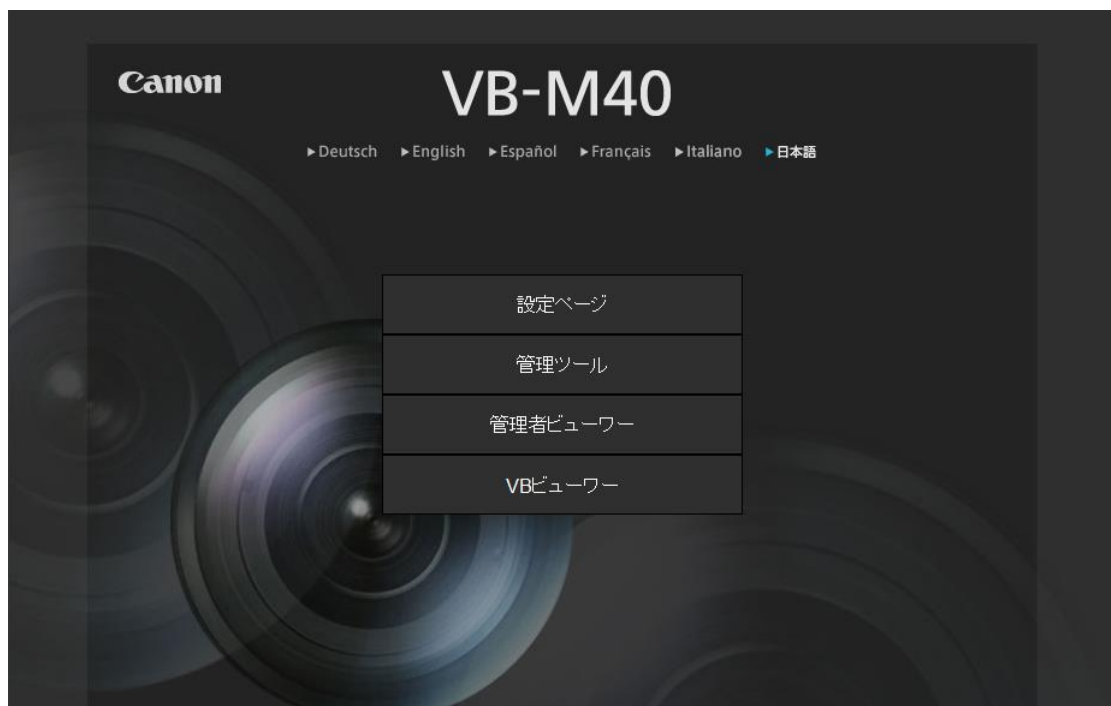 Canon
VB-M40
▶Deutsch ▶English ▶Español ▶Français ▶Italiano ▶日本語
設定ページ
管理ツール
管理者ビューワー
VBビューワー